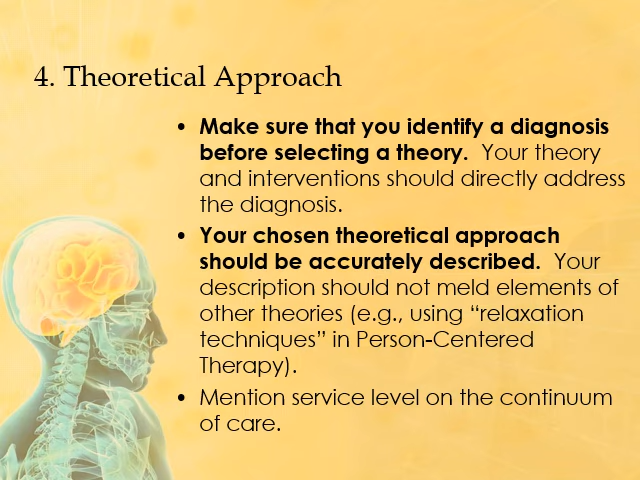 4. Theoretical Approach
• Make sure that you identify a diagnosis
before selecting a theory.  Your theory
and interventions should directly address
the diagnosis.
• Your chosen theoretical approach
should be accurately described.  Your
description should not meld elements of
other theories (e.g., using “relaxation
techniques” in Person-Centered
Therapy).
• Mention service level on the continuum
of care.